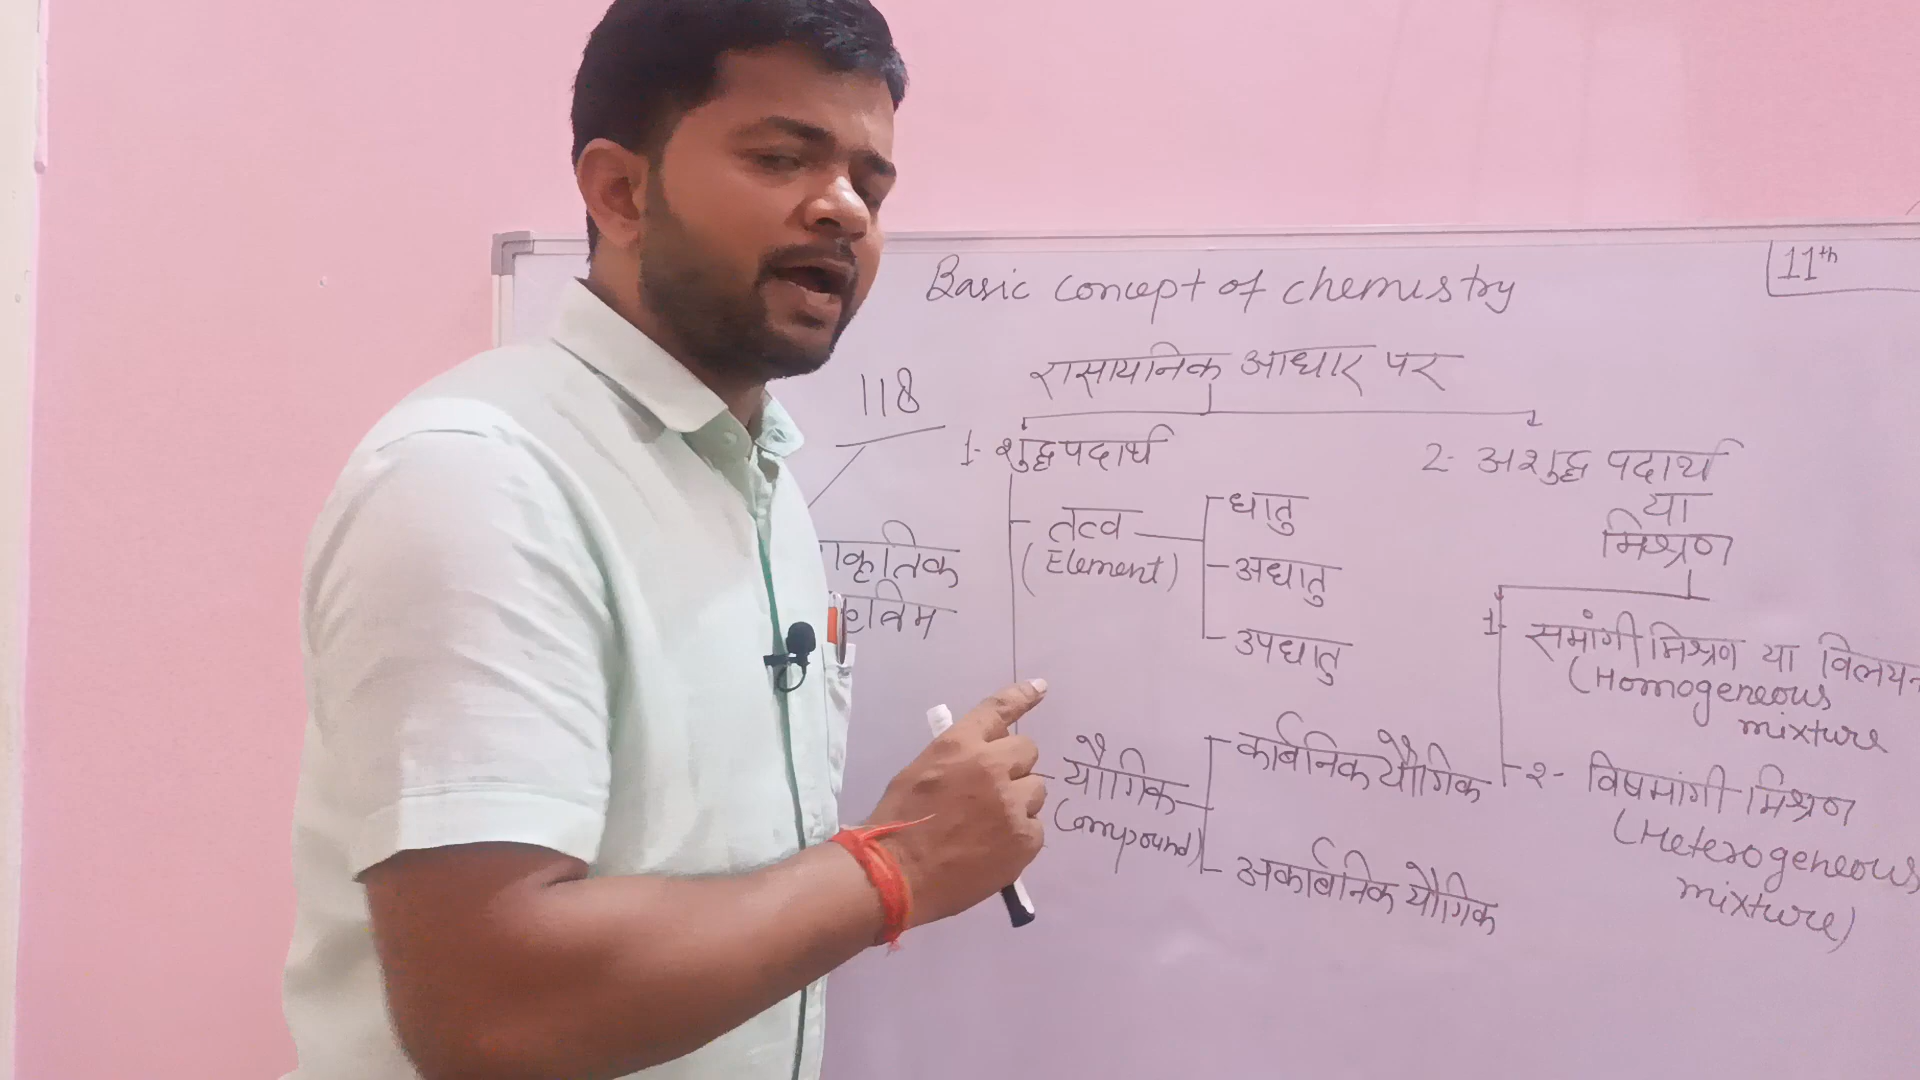 11th
Basic concept of chemistry
रासायनिक आधार पर
118
1- शुद्ध पदार्थ
2- अशुद्ध पदार्थ
या
मिश्रण
तत्व
(Element)
धातु
अधातु
उपधातु
ाकृतिक
यौगिक
(Compound)
कार्बनिक यौगिक
अकार्बनिक यौगिक
1- समांगी मिश्रण या विलयन
(Homogeneous
mixture
२- विषमांगी मिश्रण
(Heterogeneous
mixture)